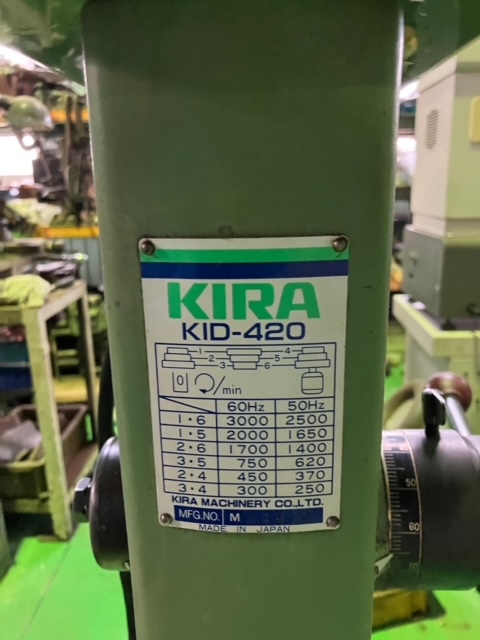 KIRA
KID-420
1 4
2 5
3 6
0 /min
60Hz 50Hz
1・6 3000 2500
1・5 2000 1650
2・6 1700 1400
3・5 750 620
2・4 450 370
3・4 300 250
KIRA MACHINERY CO.,LTD.
MFG.NO. M
MADE IN JAPAN
50
60
70